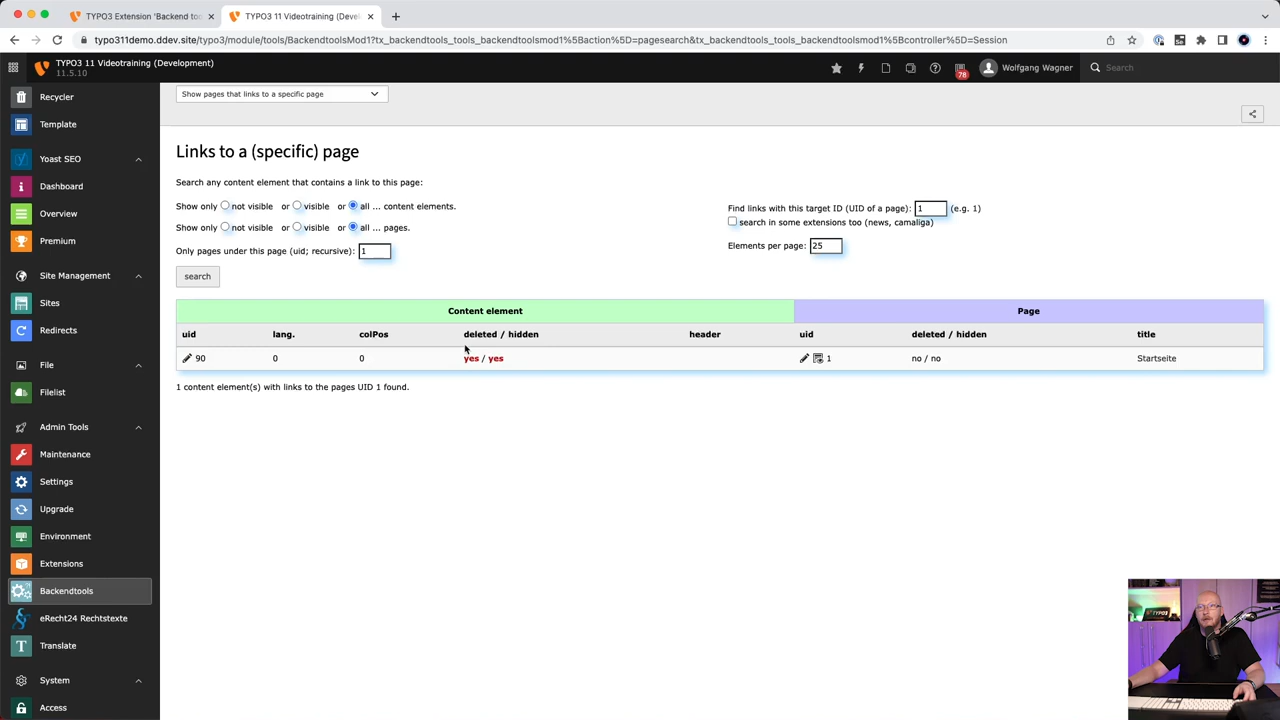 TYPO3 Extension 'Backend too
TYPO3 11 Videotraining (Deve
typo311demo.ddev.site/typo3/module/tools/BackendtoolsMod1?tx_backendtools_tools_backendtoolsmod1%5Baction%5D=pagesearch&tx_backendtools_tools_backendtoolsmod1%5Bcontroller%5D=Session
TYPO3 11 Videotraining (Development)
11.5.10
78
Wolfgang Wagner
Search
Recycler
Template
Yoast SEO
Dashboard
Overview
Premium
Site Management
Sites
Redirects
File
Filelist
Admin Tools
Maintenance
Settings
Upgrade
Environment
Extensions
Backendtools
eRecht24 Rechtstexte
Translate
System
Access
Show pages that links to a specific page
Links to a (specific) page
Search any content element that contains a link to this page:
Show only not visible or visible or all ... content elements.
Show only not visible or visible or all ... pages.
Only pages under this page (uid; recursive): 1
Find links with this target ID (UID of a page): 1 (e.g. 1)
search in some extensions too (news, camaliga)
Elements per page: 25
search
Content element Page
uid lang. colPos deleted / hidden header uid deleted / hidden title
90 0 0 yes / yes 1 no / no Startseite
1 content element(s) with links to the pages UID 1 found.